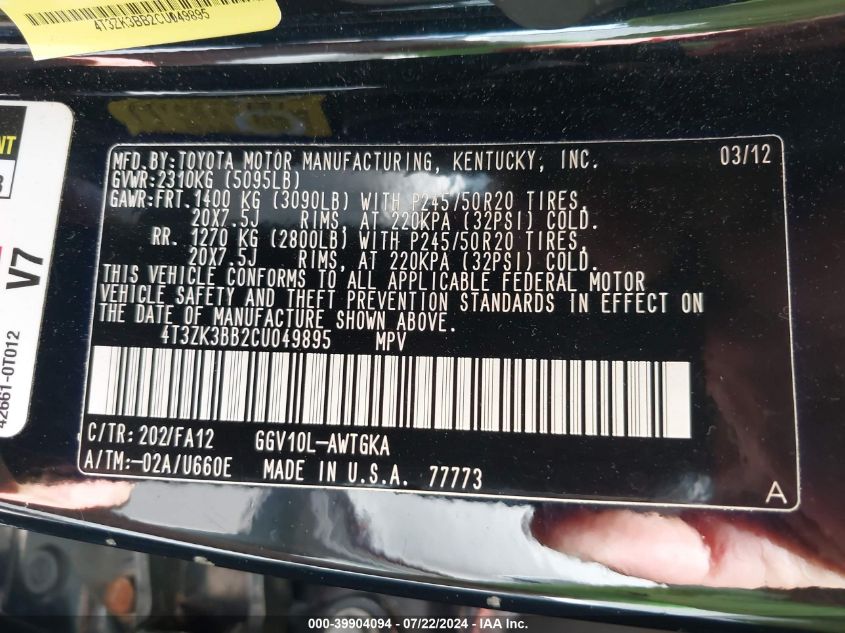 4T3ZK3BB2CU049895
NT
V7
42661-0T012
MFD.BY:TOYOTA MOTOR MANUFACTURING, KENTUCKY, INC. 03/12
GVWR:2310KG (5095LB)
GAWR:FRT.1400 KG (3090LB) WITH P245/50R20 TIRES,
20X7.5J RIMS, AT 220KPA (32PSI) COLD.
RR. 1270 KG (2800LB) WITH P245/50R20 TIRES,
20X7.5J RIMS, AT 220KPA (32PSI) COLD.
THIS VEHICLE CONFORMS TO ALL APPLICABLE FEDERAL MOTOR
VEHICLE SAFETY AND THEFT PREVENTION STANDARDS IN EFFECT ON
THE DATE OF MANUFACTURE SHOWN ABOVE.
4T3ZK3BB2CU049895 MPV
C/TR:202/FA12 GGV10L-AWTGKA
A/TM:-02A/U660E MADE IN U.S.A. 77773
A
000-39904094 - 07/22/2024 - IAA Inc.